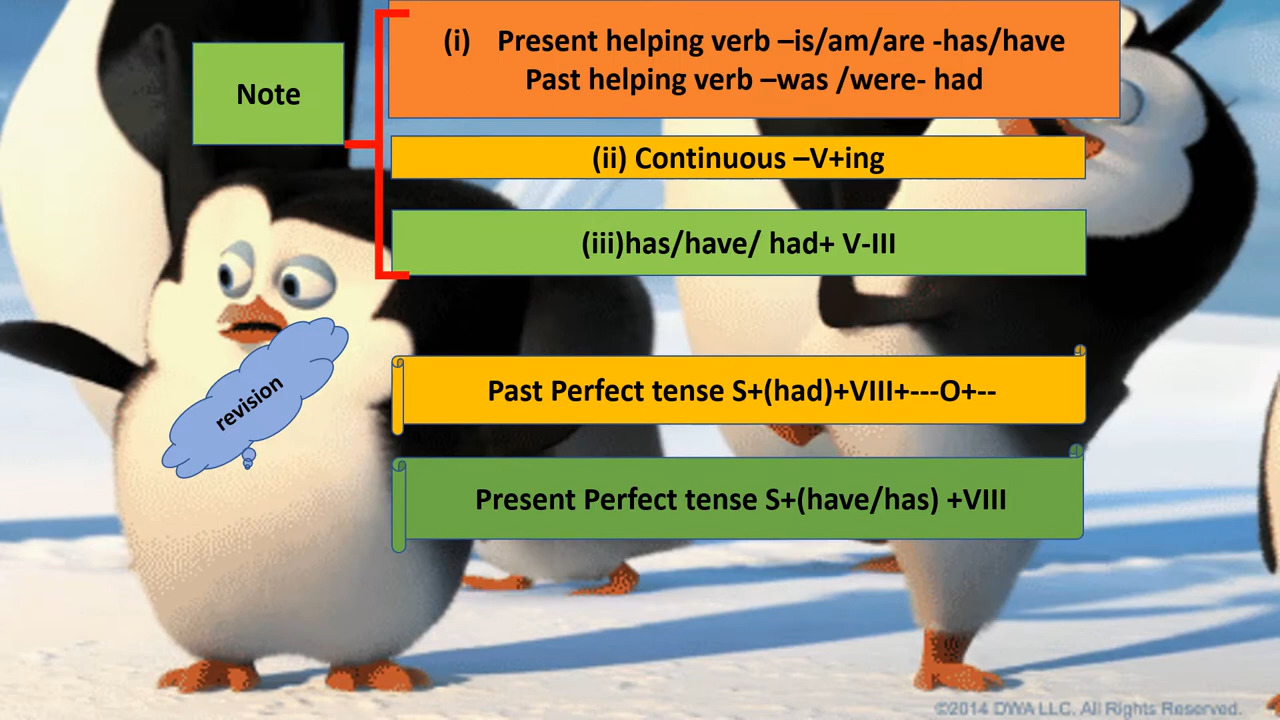 Note
(i) Present helping verb –is/am/are -has/have
Past helping verb –was /were- had
(ii) Continuous –V+ing
(iii)has/have/ had+ V-III
revision
Past Perfect tense S+(had)+VIII+---O+--
Present Perfect tense S+(have/has) +VIII
©2014 DWA LLC. All Rights Reserved.